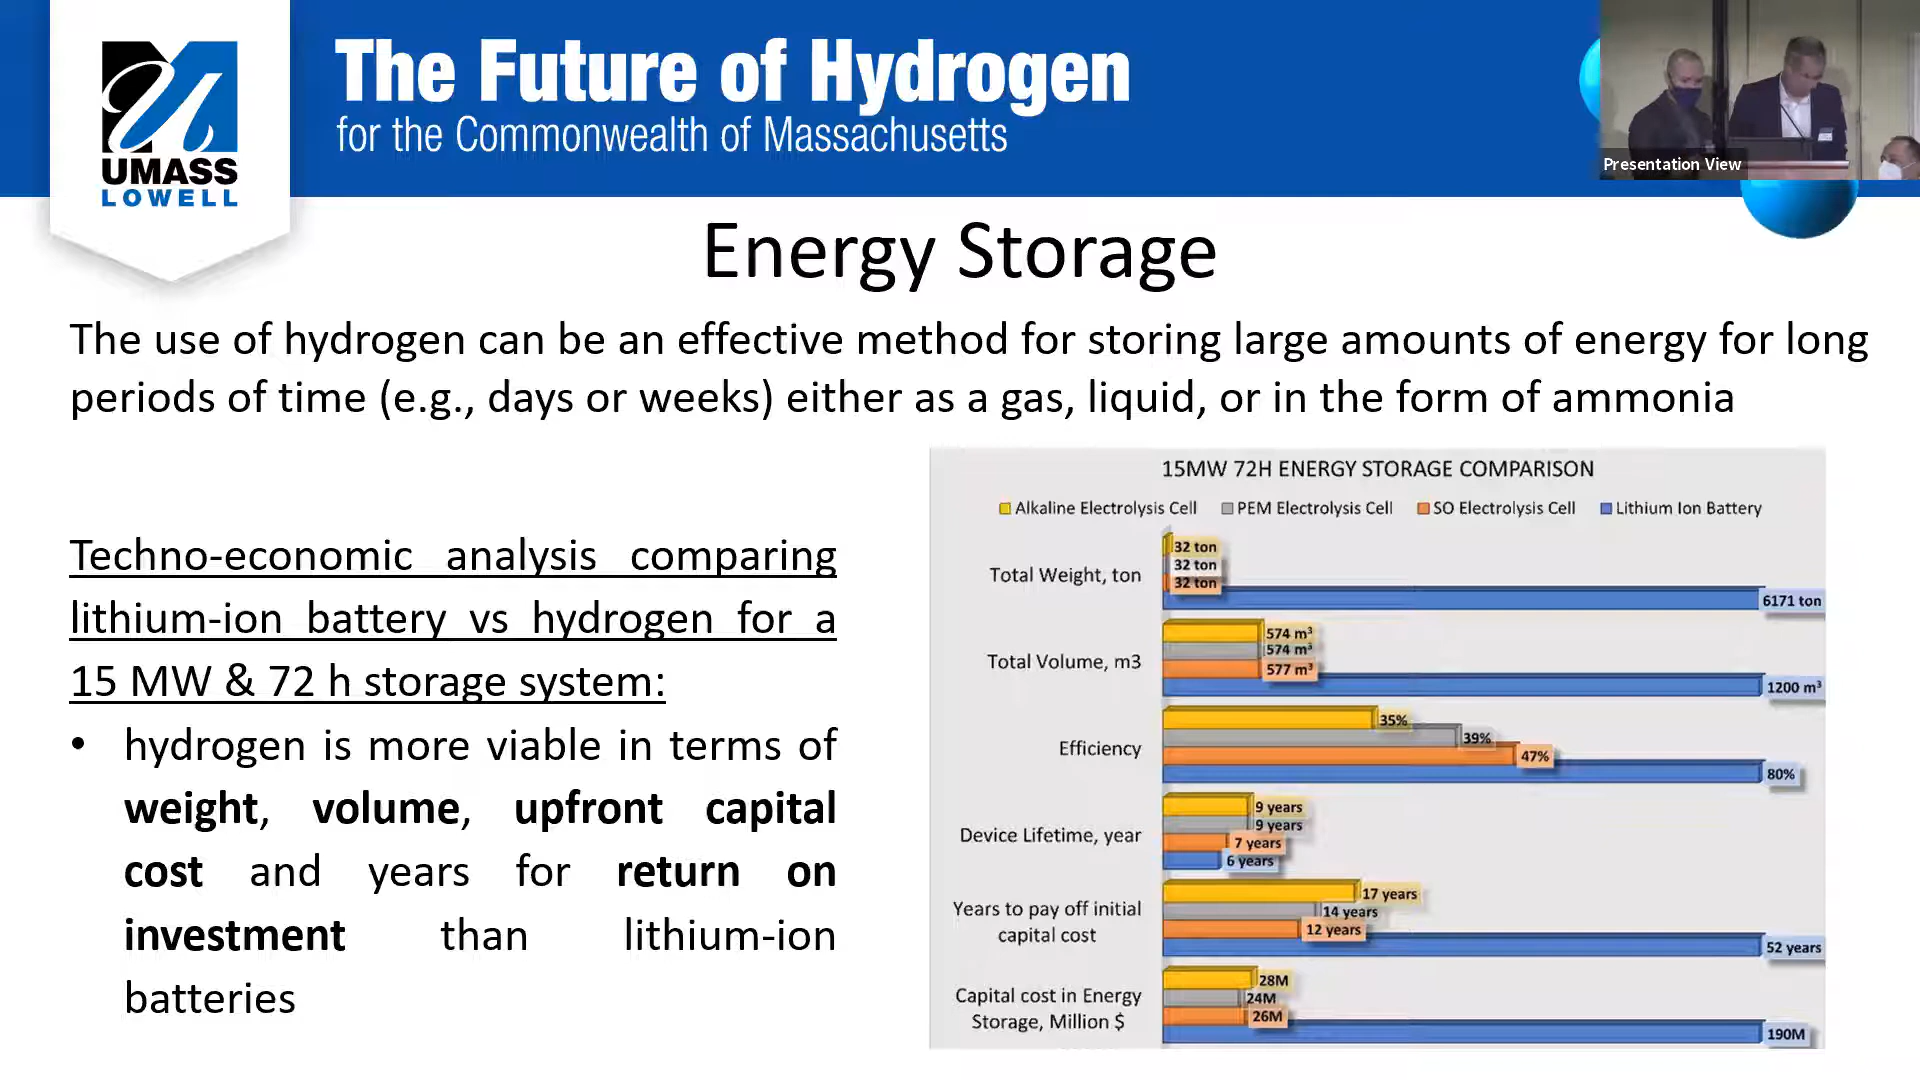 The Future of Hydrogen
for the Commonwealth of Massachusetts
UMASS
LOWELL
Presentation View
Energy Storage
The use of hydrogen can be an effective method for storing large amounts of energy for long
periods of time (e.g., days or weeks) either as a gas, liquid, or in the form of ammonia
Techno-economic analysis comparing
lithium-ion battery vs hydrogen for a
15 MW & 72 h storage system:
• hydrogen is more viable in terms of
weight, volume, upfront capital
cost and years for return on
investment than lithium-ion
batteries
15MW 72H ENERGY STORAGE COMPARISON
Alkaline Electrolysis Cell PEM Electrolysis Cell SO Electrolysis Cell Lithium Ion Battery
Total Weight, ton
32 ton
32 ton
32 ton
6171 ton
Total Volume, m3
574 m³
574 m³
577 m³
1200 m³
Efficiency
35%
39%
47%
80%
Device Lifetime, year
9 years
9 years
7 years
6 years
Years to pay off initial
capital cost
17 years
14 years
12 years
52 years
Capital cost in Energy
Storage, Million $
28M
24M
26M
190M